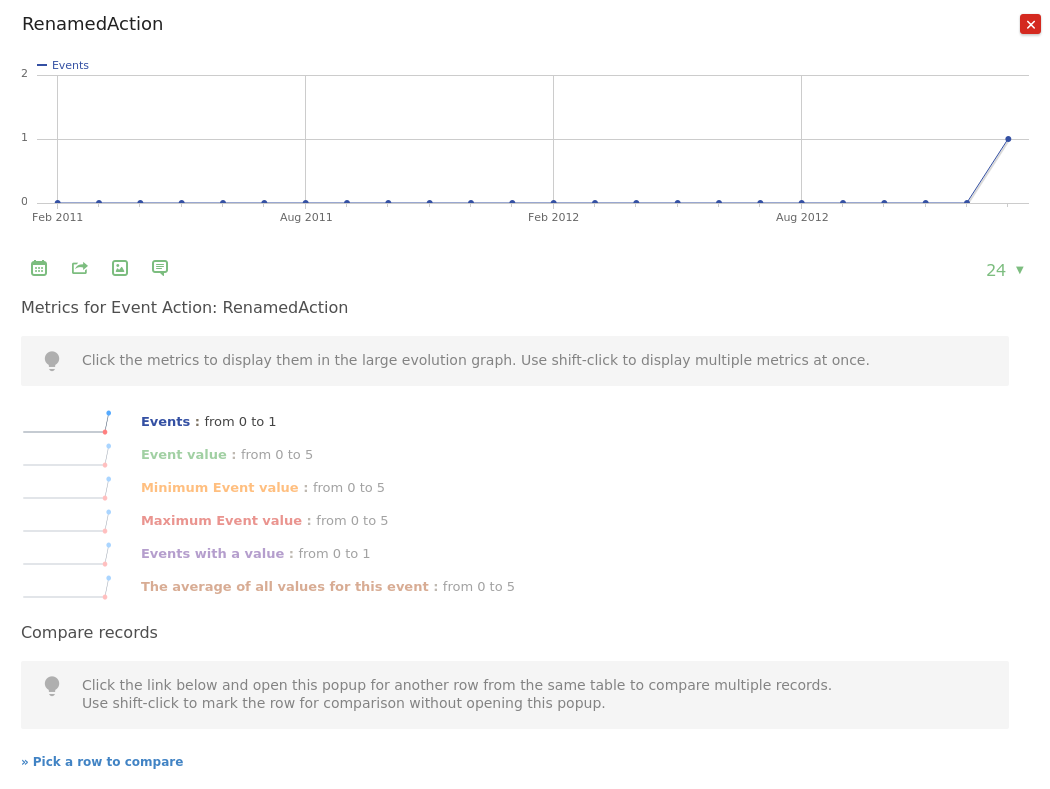 RenamedAction
Events
2
1
0
Feb 2011 Aug 2011 Feb 2012 Aug 2012
24 ▼
Metrics for Event Action: RenamedAction
Click the metrics to display them in the large evolution graph. Use shift-click to display multiple metrics at once.
Events : from 0 to 1
Event value : from 0 to 5
Minimum Event value : from 0 to 5
Maximum Event value : from 0 to 5
Events with a value : from 0 to 1
The average of all values for this event : from 0 to 5
Compare records
Click the link below and open this popup for another row from the same table to compare multiple records.
Use shift-click to mark the row for comparison without opening this popup.
» Pick a row to compare